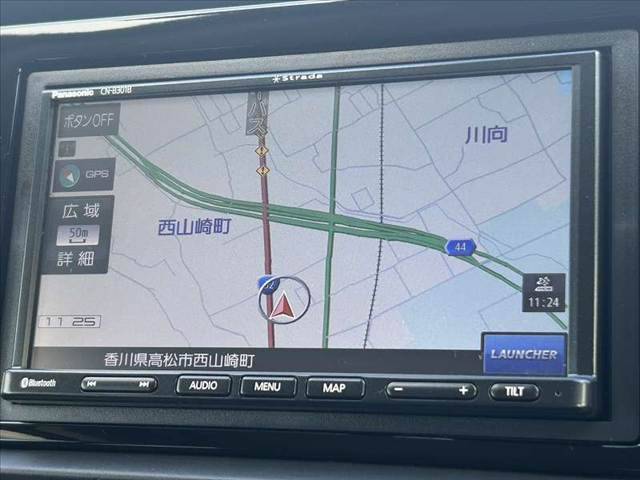 Panasonic
CN-B301B
Strada
ボタンOFF
バス
川向
GPS
広域
50m
詳細
西山崎町
44
32
11:24
11:25
香川県高松市西山崎町
LAUNCHER
Bluetooth
AUDIO
MENU
MAP
TILT